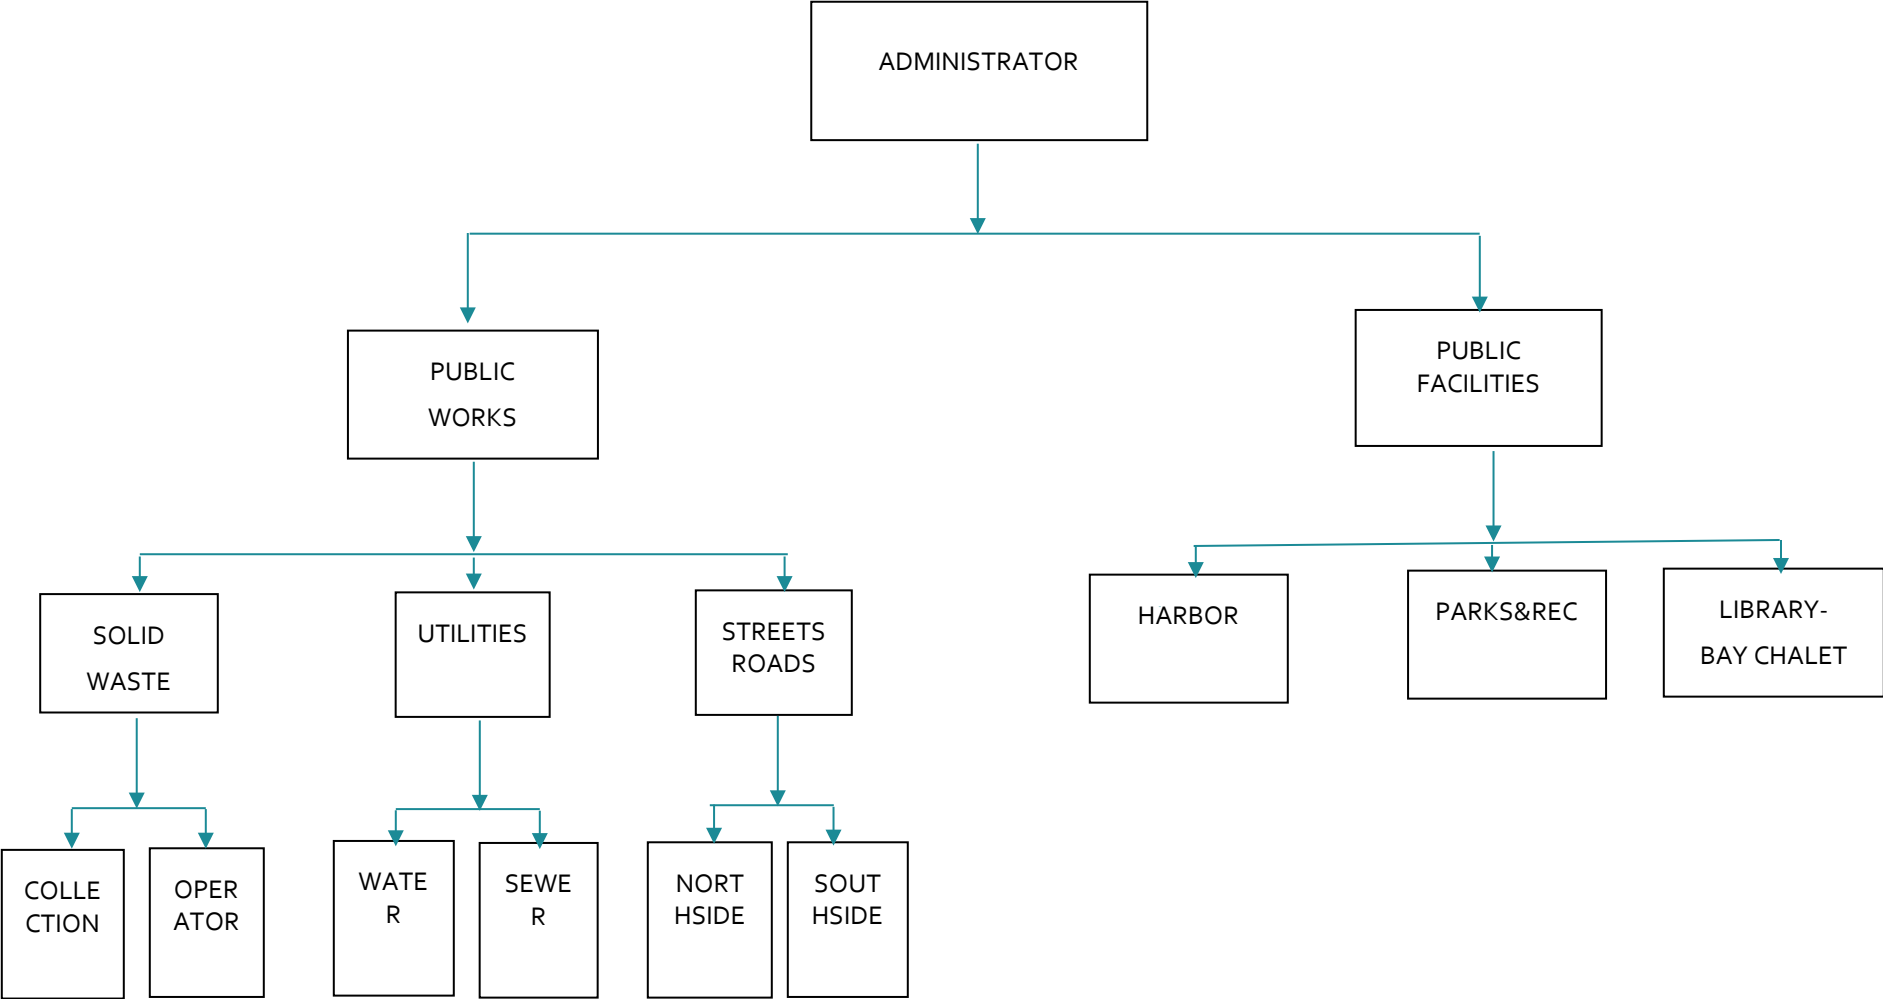 ADMINISTRATOR
PUBLIC
WORKS
PUBLIC
FACILITIES
SOLID
WASTE
UTILITIES
STREETS
ROADS
HARBOR
PARKS&REC
LIBRARY-
BAY CHALET
COLLE
CTION
OPER
ATOR
WATE
R
SEWE
R
NORT
HSIDE
SOUT
HSIDE